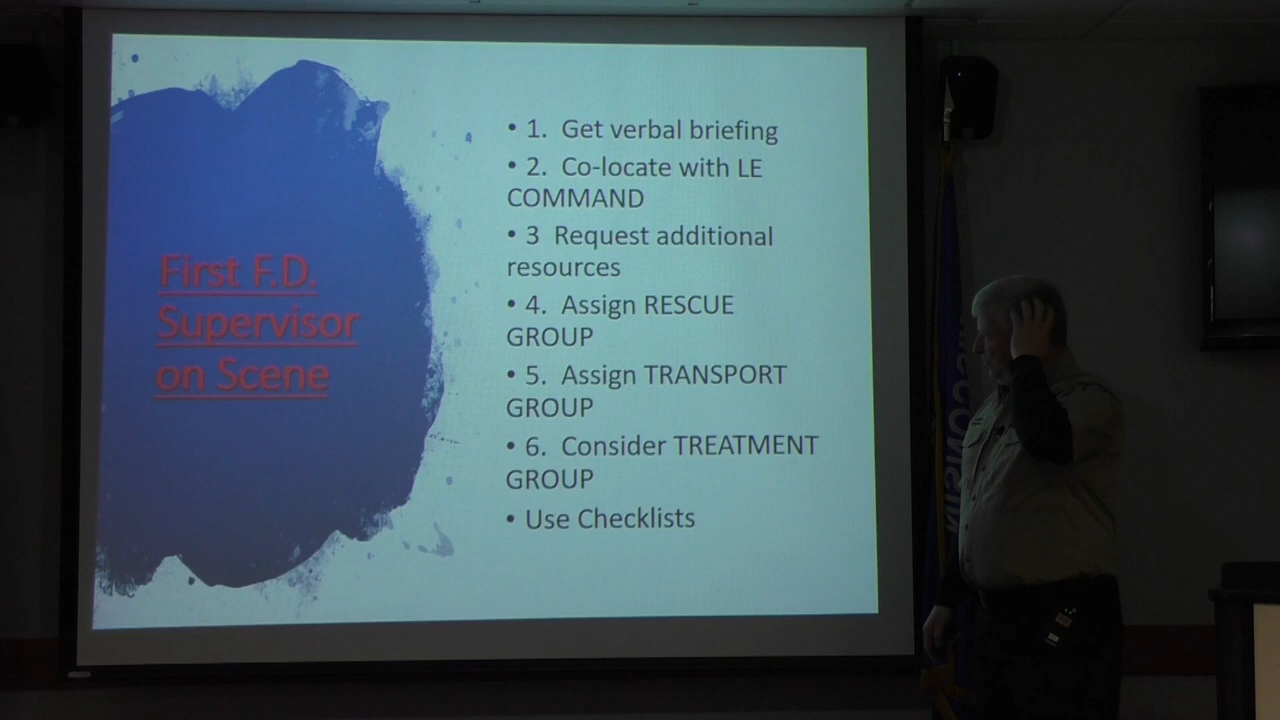 First F.D.
Supervisor
on Scene
• 1. Get verbal briefing
• 2. Co-locate with LE
COMMAND
• 3 Request additional
resources
• 4. Assign RESCUE
GROUP
• 5. Assign TRANSPORT
GROUP
• 6. Consider TREATMENT
GROUP
• Use Checklists
WISCONSIN